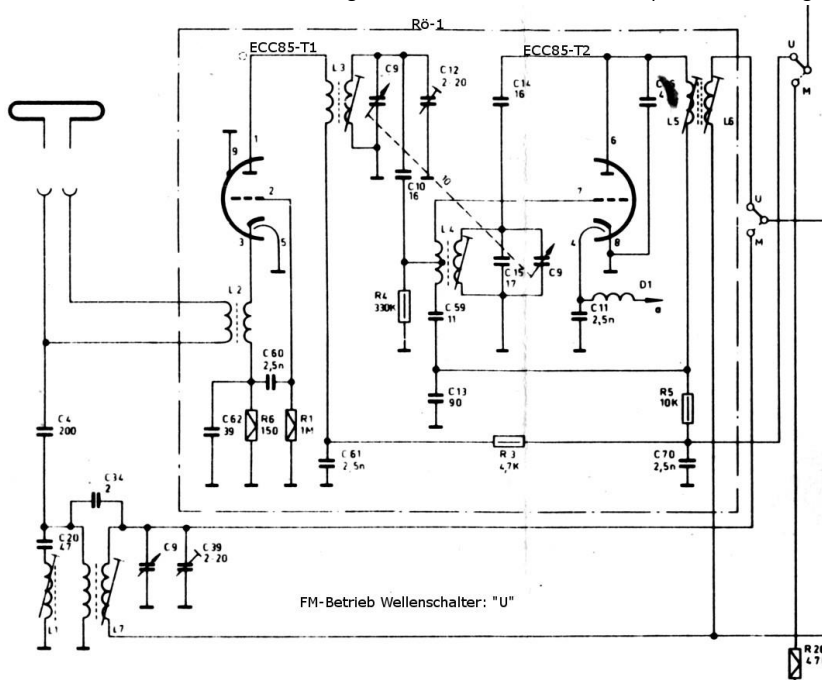 Rö-1
ECC85-T1
ECC85-T2
L3
C9
C12
2-20
C14
16
L5
L6
U
M
1
9
2
3
5
C10
16
10
6
7
4
8
L4
C15
17
C9
U
M
L2
R4
330K
C59
11
C11
2,5n
D1
a
C60
2,5n
C62
39
R6
150
R1
1M
C13
90
R5
10K
C4
200
C61
2,5n
R3
4,7K
C70
2,5n
C34
2
C20
47
C9
C39
2-20
L1
L7
FM-Betrieb Wellenschalter: "U"